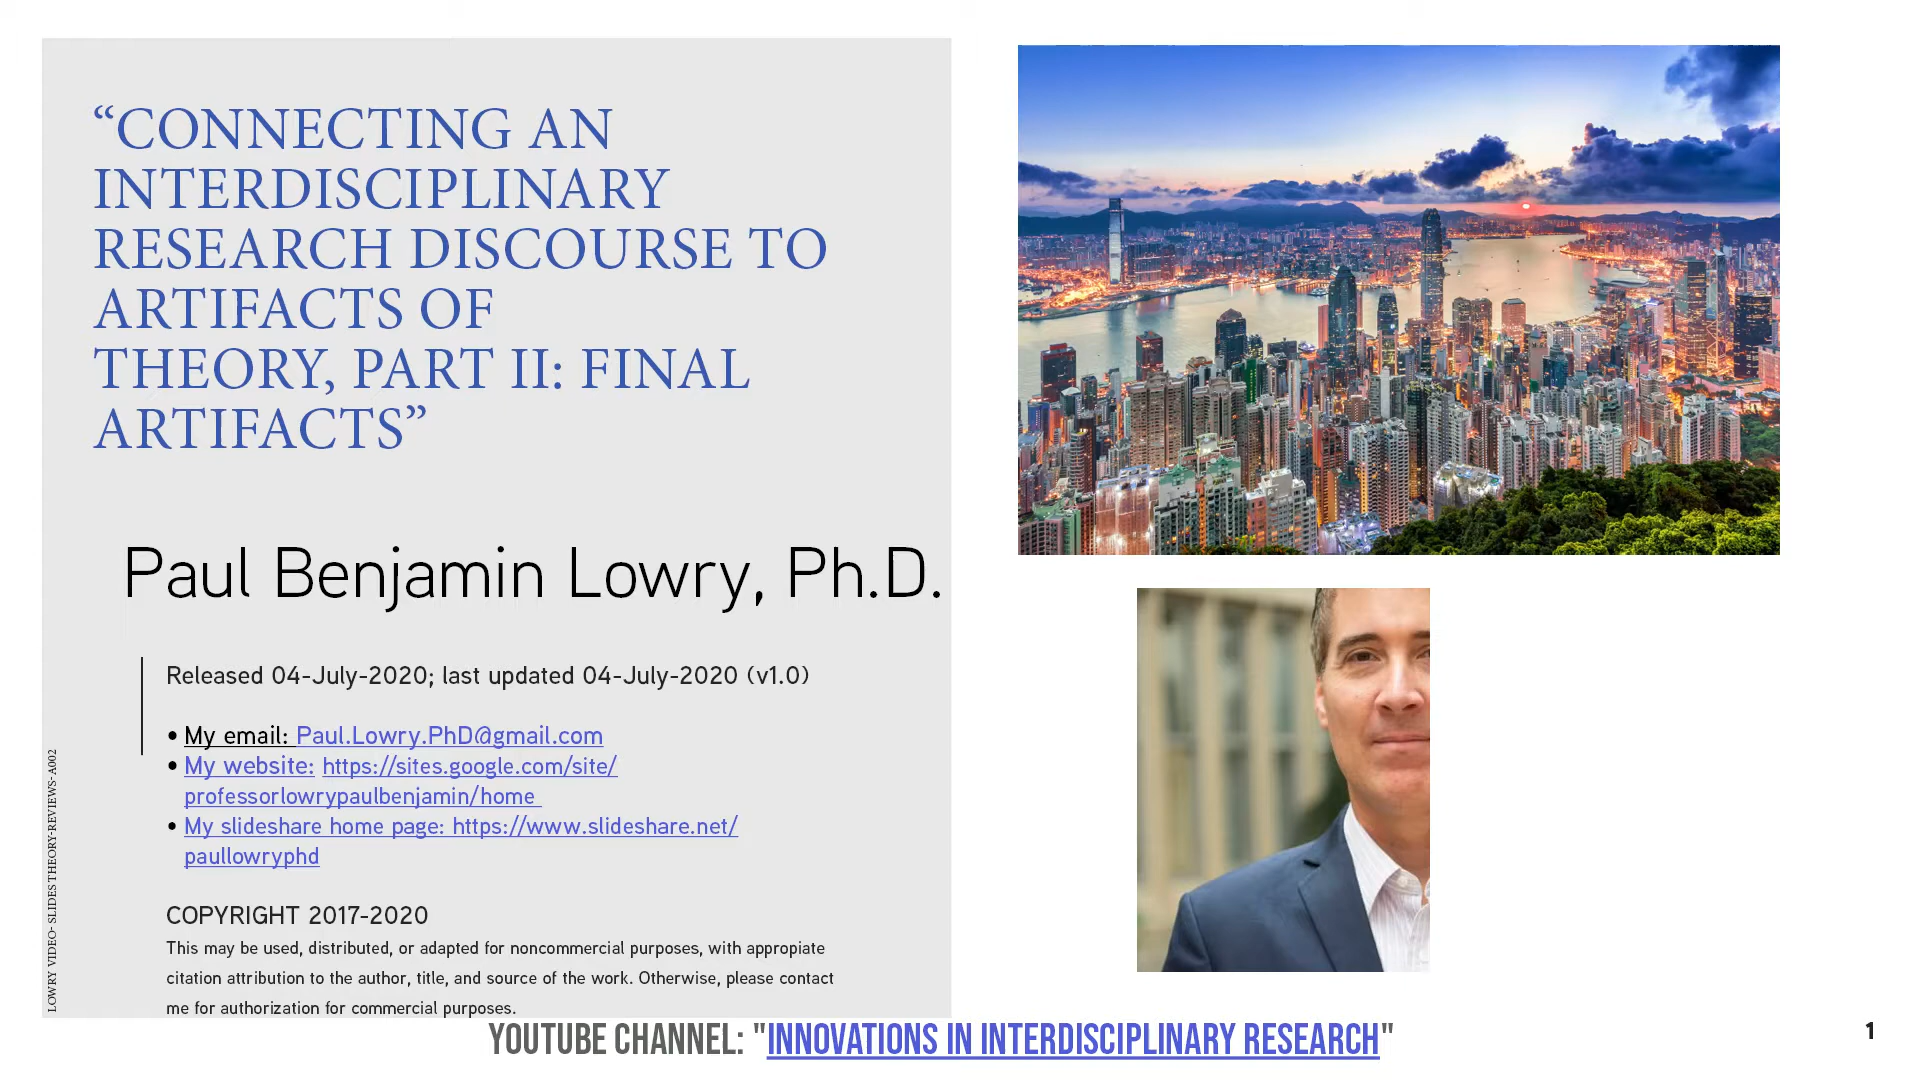 “CONNECTING AN
INTERDISCIPLINARY
RESEARCH DISCOURSE TO
ARTIFACTS OF
THEORY, PART II: FINAL
ARTIFACTS”
Paul Benjamin Lowry, Ph.D.
Released 04-July-2020; last updated 04-July-2020 (v1.0)
• My email: Paul.Lowry.PhD@gmail.com
• My website: https://sites.google.com/site/
professorlowrypaulbenjamin/home
• My slideshare home page: https://www.slideshare.net/
paullowryphd
COPYRIGHT 2017-2020
This may be used, distributed, or adapted for noncommercial purposes, with appropiate
citation attribution to the author, title, and source of the work. Otherwise, please contact
me for authorization for commercial purposes.
LOWRY VIDEO- SLIDES THEORY-REVIEWS- A002
YOUTUBE CHANNEL: "INNOVATIONS IN INTERDISCIPLINARY RESEARCH"
1